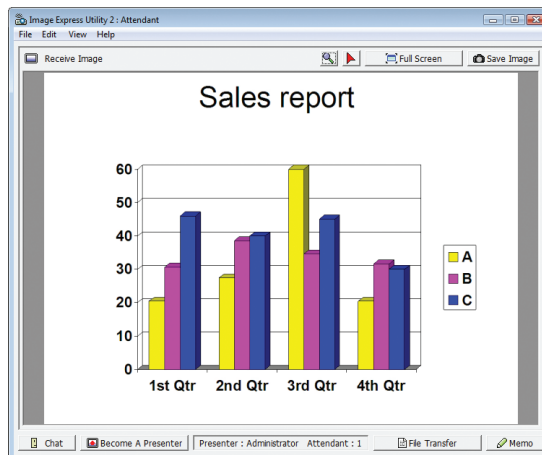 Image Express Utility 2 : Attendant
File Edit View Help
Receive Image Full Screen Save Image
Sales report
60
50
40
30
20
10
0
1st Qtr 2nd Qtr 3rd Qtr 4th Qtr
A
B
C
Chat Become A Presenter Presenter : Administrator Attendant : 1 File Transfer Memo